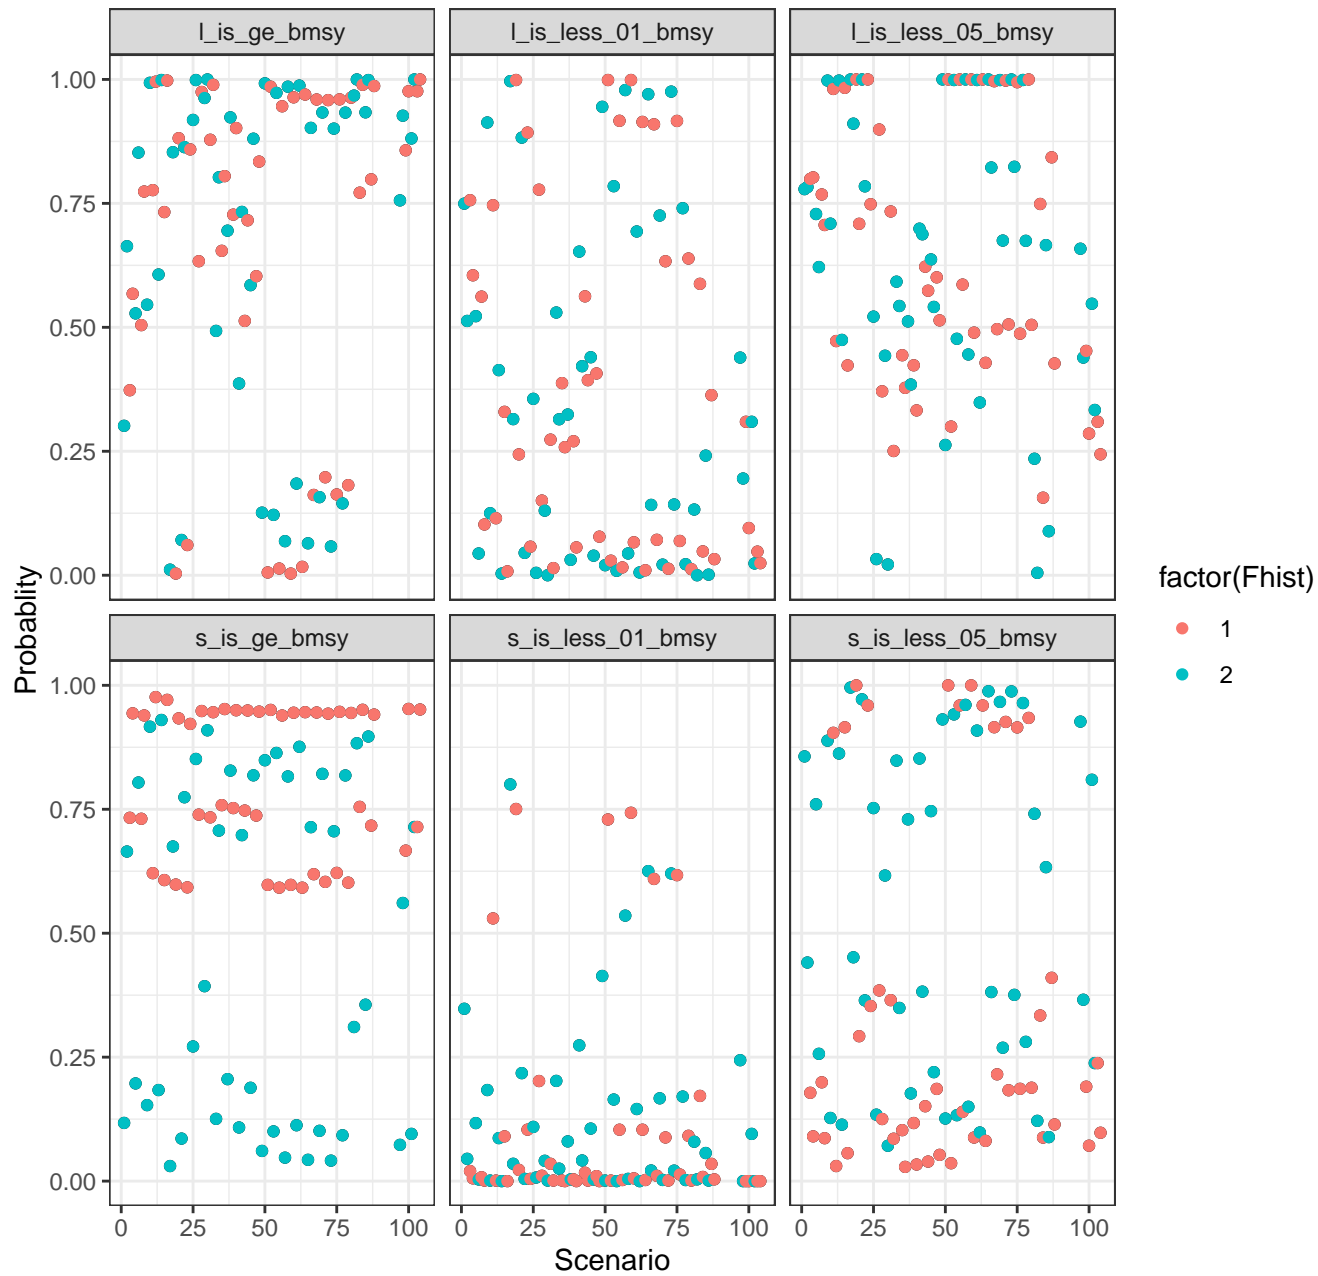 l_is_ge_bmsy
l_is_less_01_bmsy
l_is_less_05_bmsy
1.00
0.75
0.50
0.25
0.00
s_is_ge_bmsy
s_is_less_01_bmsy
s_is_less_05_bmsy
1.00
0.75
0.50
0.25
0.00
0 25 50 75 100
0 25 50 75 100
0 25 50 75 100
Scenario
Probablity
factor(Fhist)
1
2